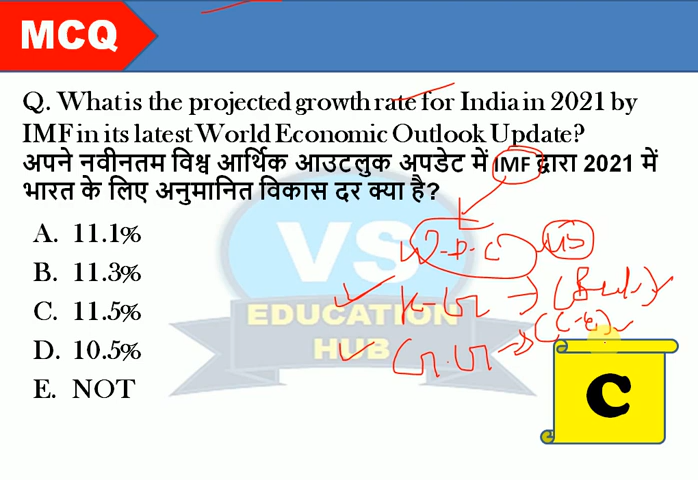 MCQ
Q. What is the projected growth rate for India in 2021 by
IMF in its latest World Economic Outlook Update?
अपने नवीनतम विश्व आर्थिक आउटलुक अपडेट में IMF द्वारा 2021 में
भारत के लिए अनुमानित विकास दर क्या है?
A. 11.1%
B. 11.3%
C. 11.5%
D. 10.5%
E. NOT
VS
EDUCATION
HUB
W-D-C
US
C